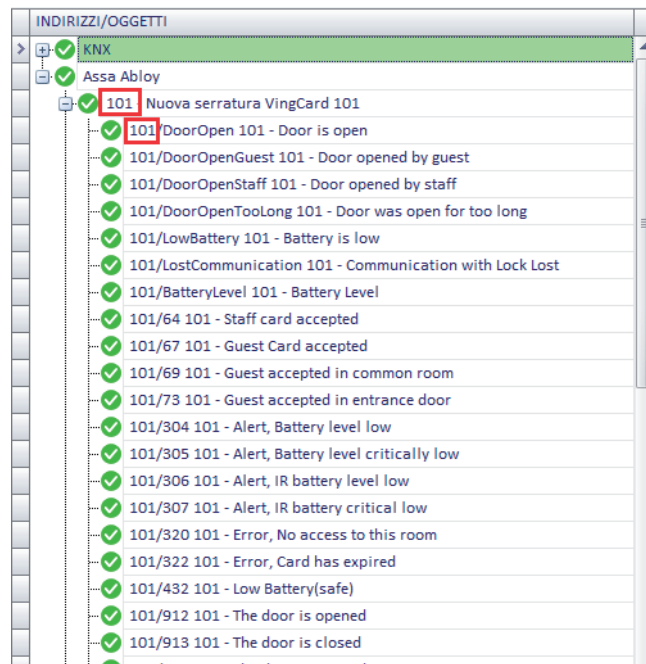 INDIRIZZI/OGGETTI
KNX
Assa Abloy
101 - Nuova serratura VingCard 101
101/DoorOpen 101 - Door is open
101/DoorOpenGuest 101 - Door opened by guest
101/DoorOpenStaff 101 - Door opened by staff
101/DoorOpenTooLong 101 - Door was open for too long
101/LowBattery 101 - Battery is low
101/LostCommunication 101 - Communication with Lock Lost
101/BatteryLevel 101 - Battery Level
101/64 101 - Staff card accepted
101/67 101 - Guest Card accepted
101/69 101 - Guest accepted in common room
101/73 101 - Guest accepted in entrance door
101/304 101 - Alert, Battery level low
101/305 101 - Alert, Battery level critically low
101/306 101 - Alert, IR battery level low
101/307 101 - Alert, IR battery critical low
101/320 101 - Error, No access to this room
101/322 101 - Error, Card has expired
101/432 101 - Low Battery(safe)
101/912 101 - The door is opened
101/913 101 - The door is closed